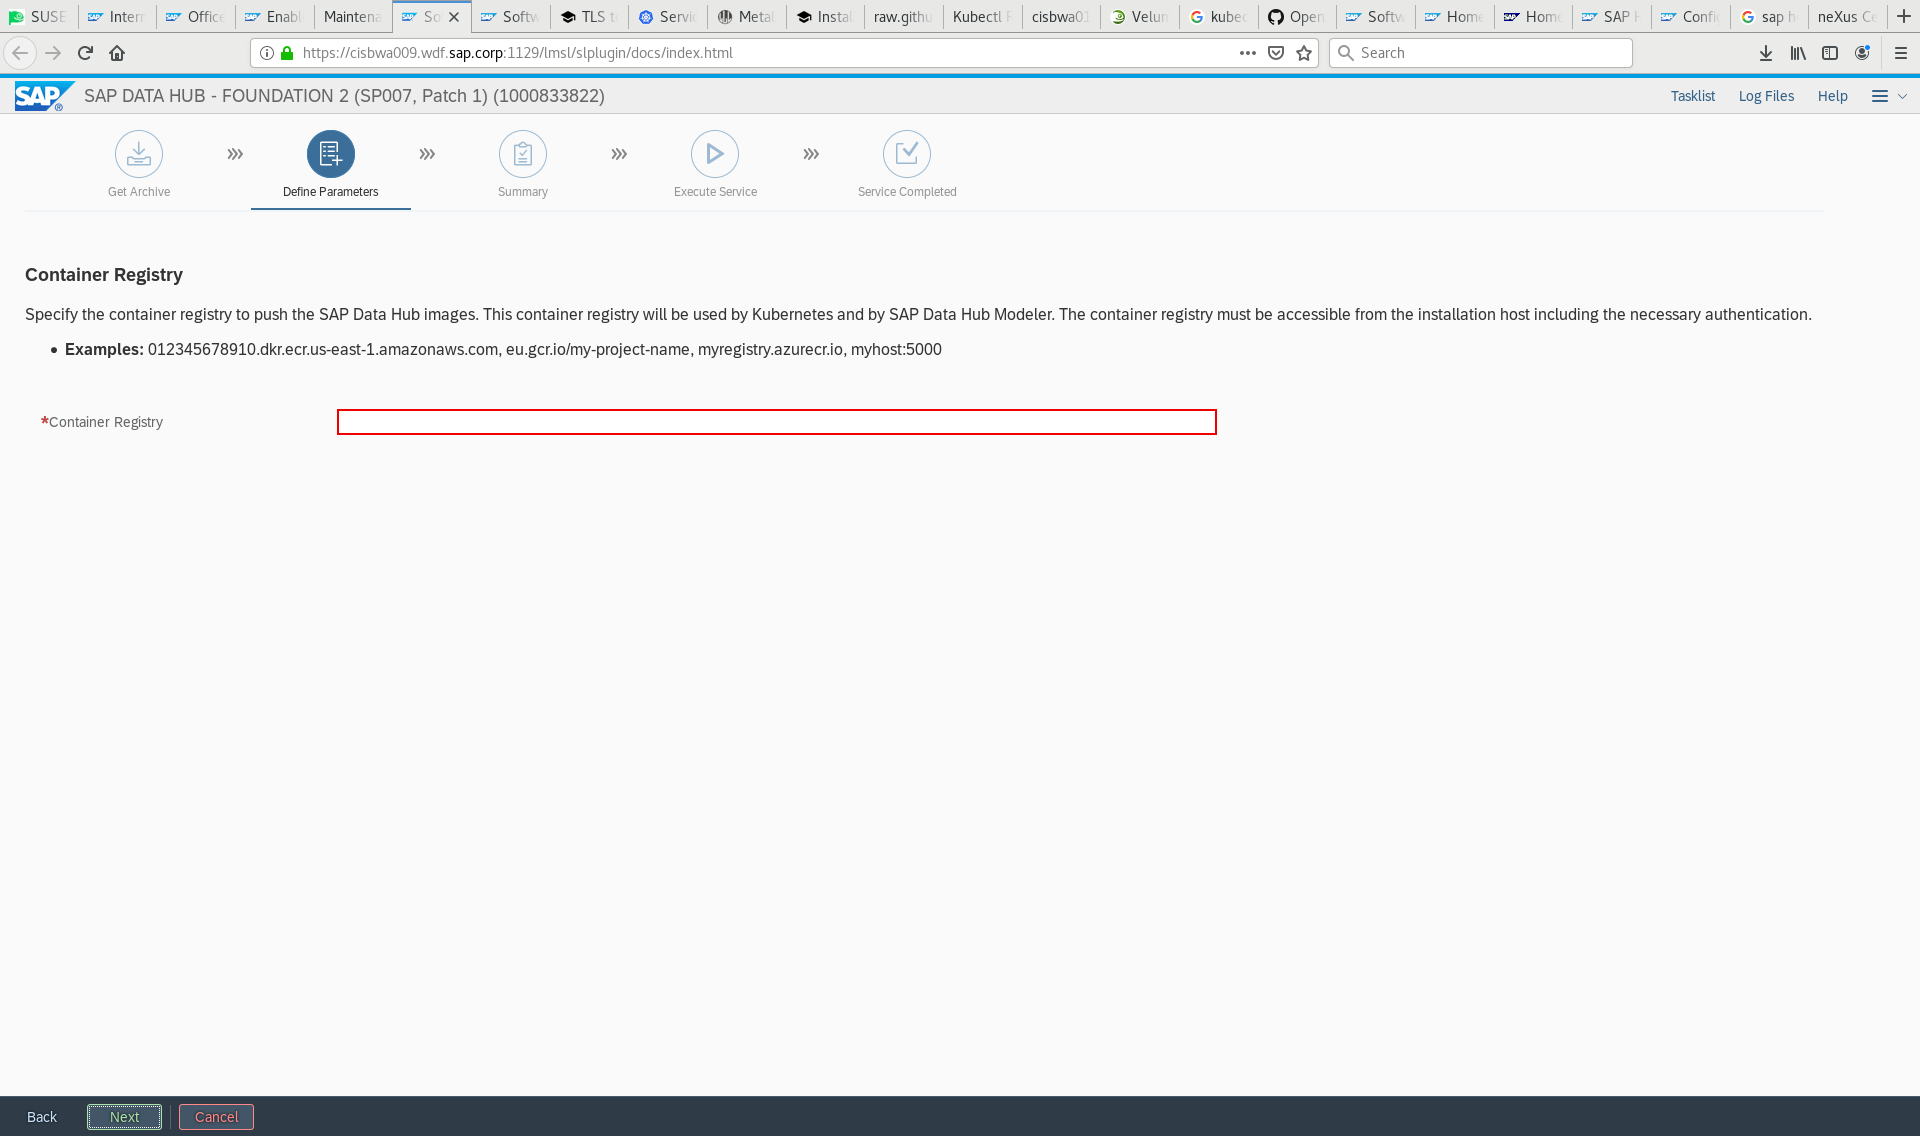 SUSE Inter Office Enabl Maintena So Softw TLS Servi Metal Instal raw.githu Kubectl cisbwa01 Velun kubec Open Softw Home Home SAP Confi sap h neXus Ce
https://cisbwa009.wdf.sap.corp:1129/lmsl/slplugin/docs/index.html Search
SAP SAP DATA HUB - FOUNDATION 2 (SP007, Patch 1) (1000833822) Tasklist Log Files Help
Get Archive Define Parameters Summary Execute Service Service Completed
Container Registry
Specify the container registry to push the SAP Data Hub images. This container registry will be used by Kubernetes and by SAP Data Hub Modeler. The container registry must be accessible from the installation host including the necessary authentication.
• Examples: 012345678910.dkr.ecr.us-east-1.amazonaws.com, eu.gcr.io/my-project-name, myregistry.azurecr.io, myhost:5000
*Container Registry
Back Next Cancel